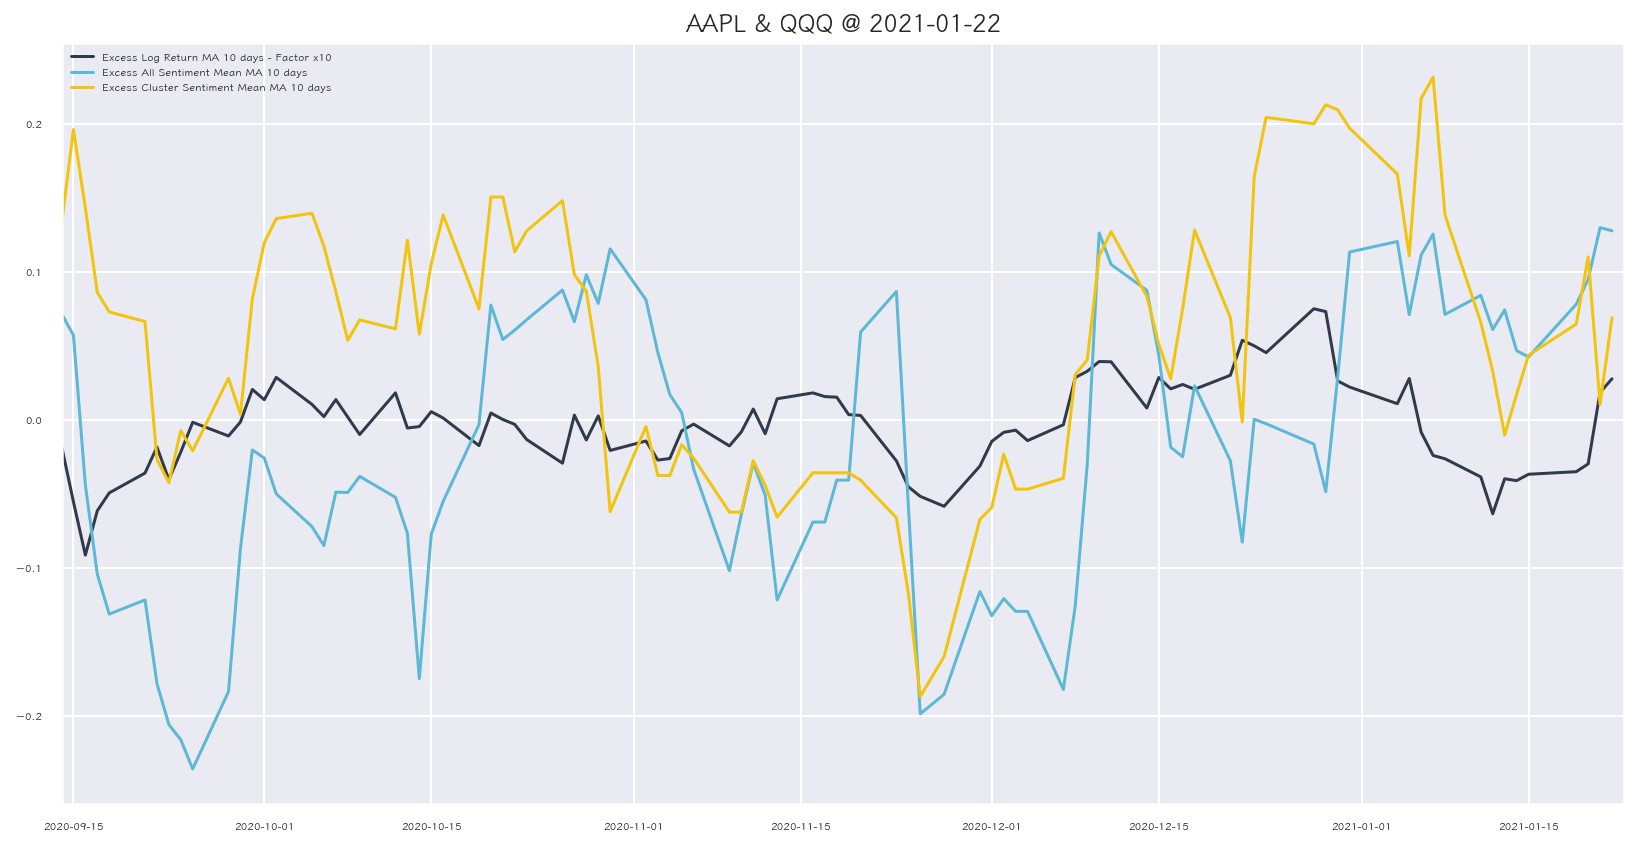 AAPL & QQQ @ 2021-01-22
Excess Log Return MA 10 days - Factor x10
Excess All Sentiment Mean MA 10 days
Excess Cluster Sentiment Mean MA 10 days
0.2
0.1
0.0
−0.1
−0.2
2020-09-15 2020-10-01 2020-10-15 2020-11-01 2020-11-15 2020-12-01 2020-12-15 2021-01-01 2021-01-15